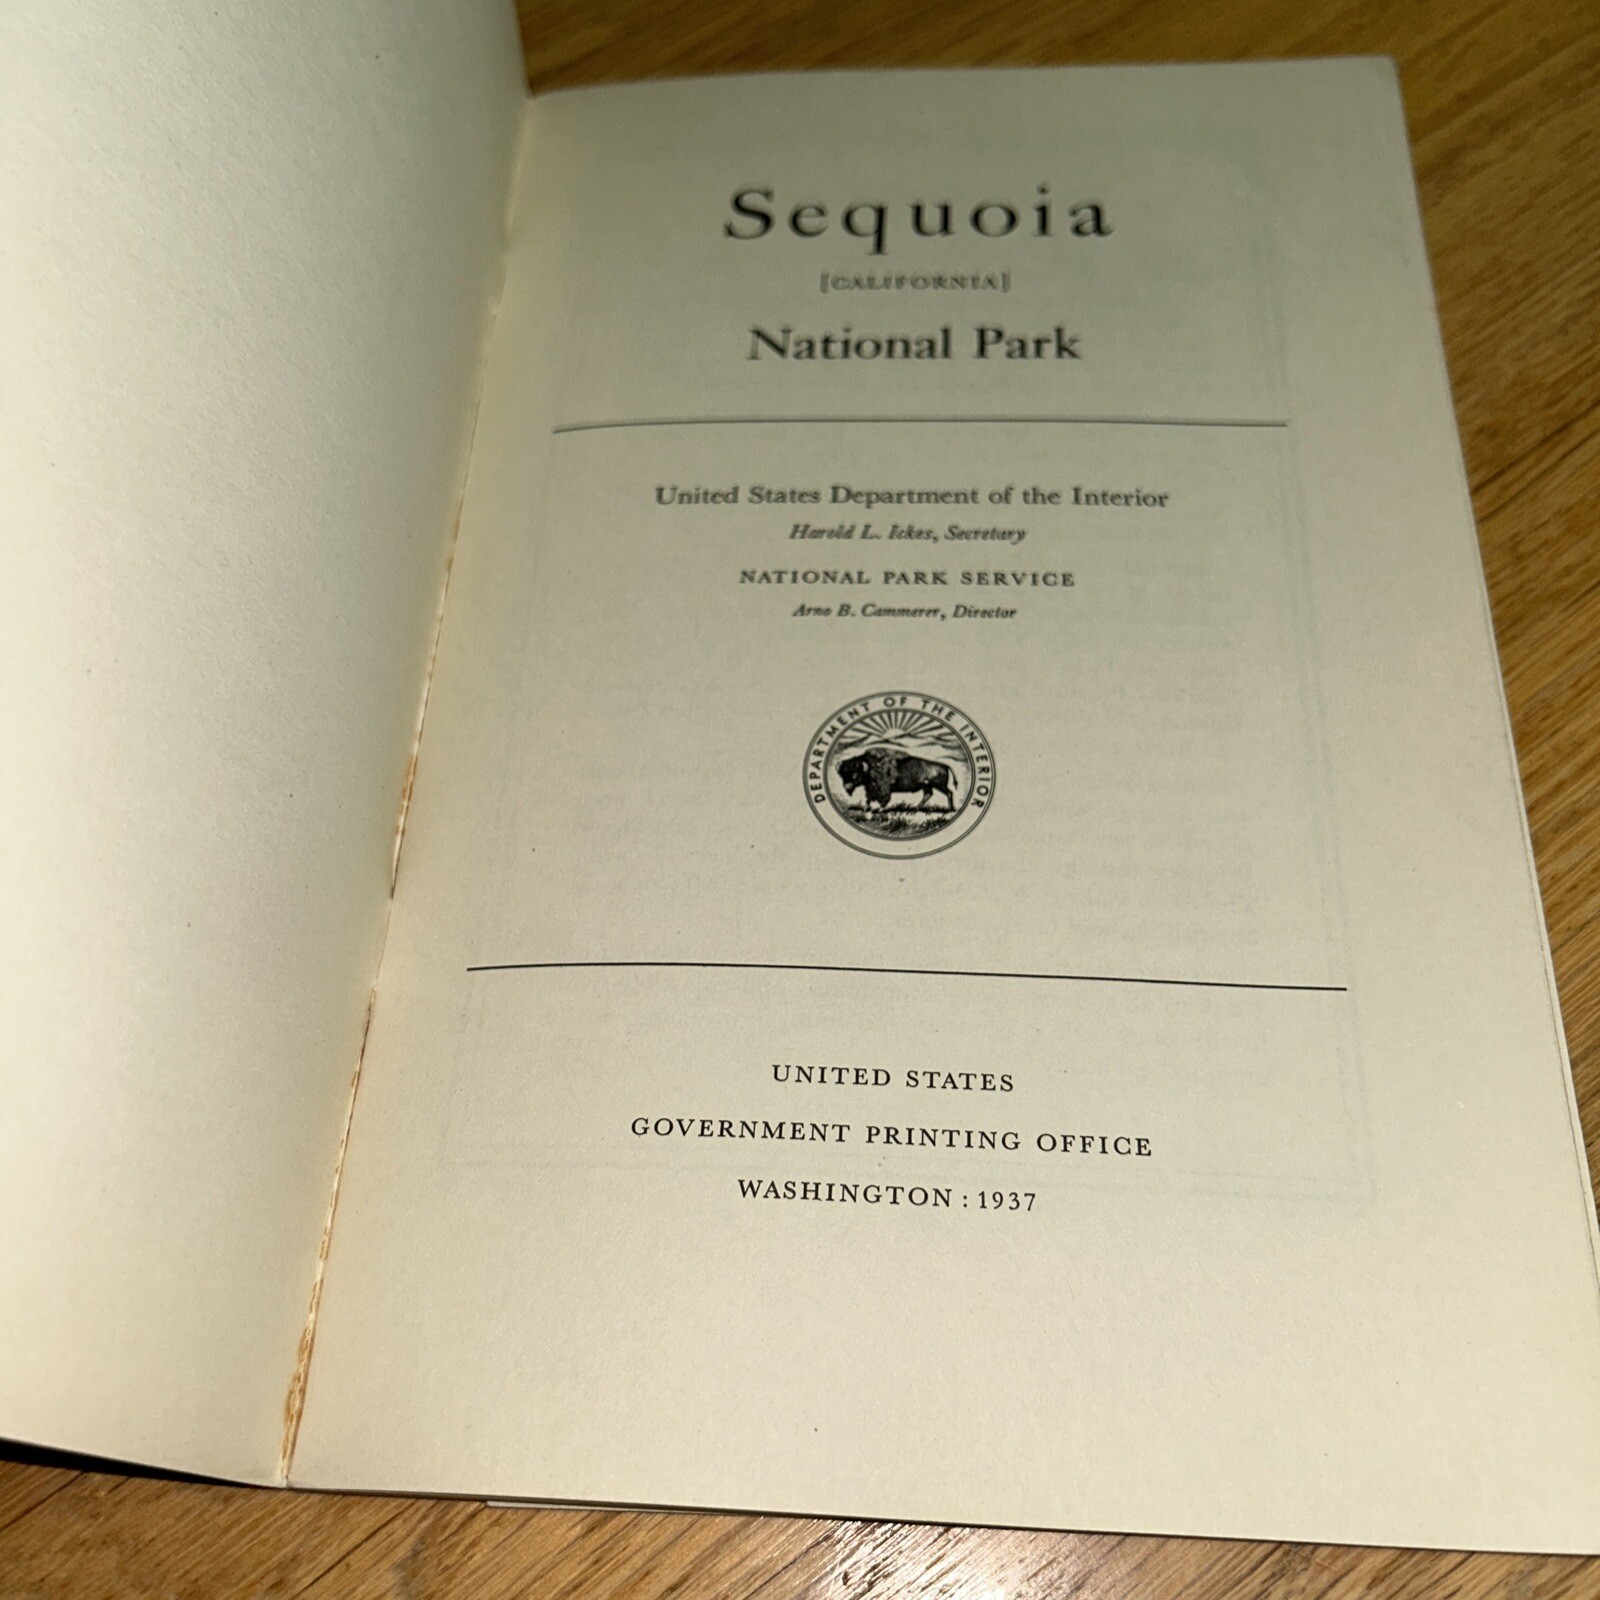 Sequoia
[CALIFORNIA]
National Park
United States Department of the Interior
Harold L. Ickes, Secretary
NATIONAL PARK SERVICE
Arno B. Cammerer, Director
DEPARTMENT OF THE INTERIOR
UNITED STATES
GOVERNMENT PRINTING OFFICE
WASHINGTON : 1937